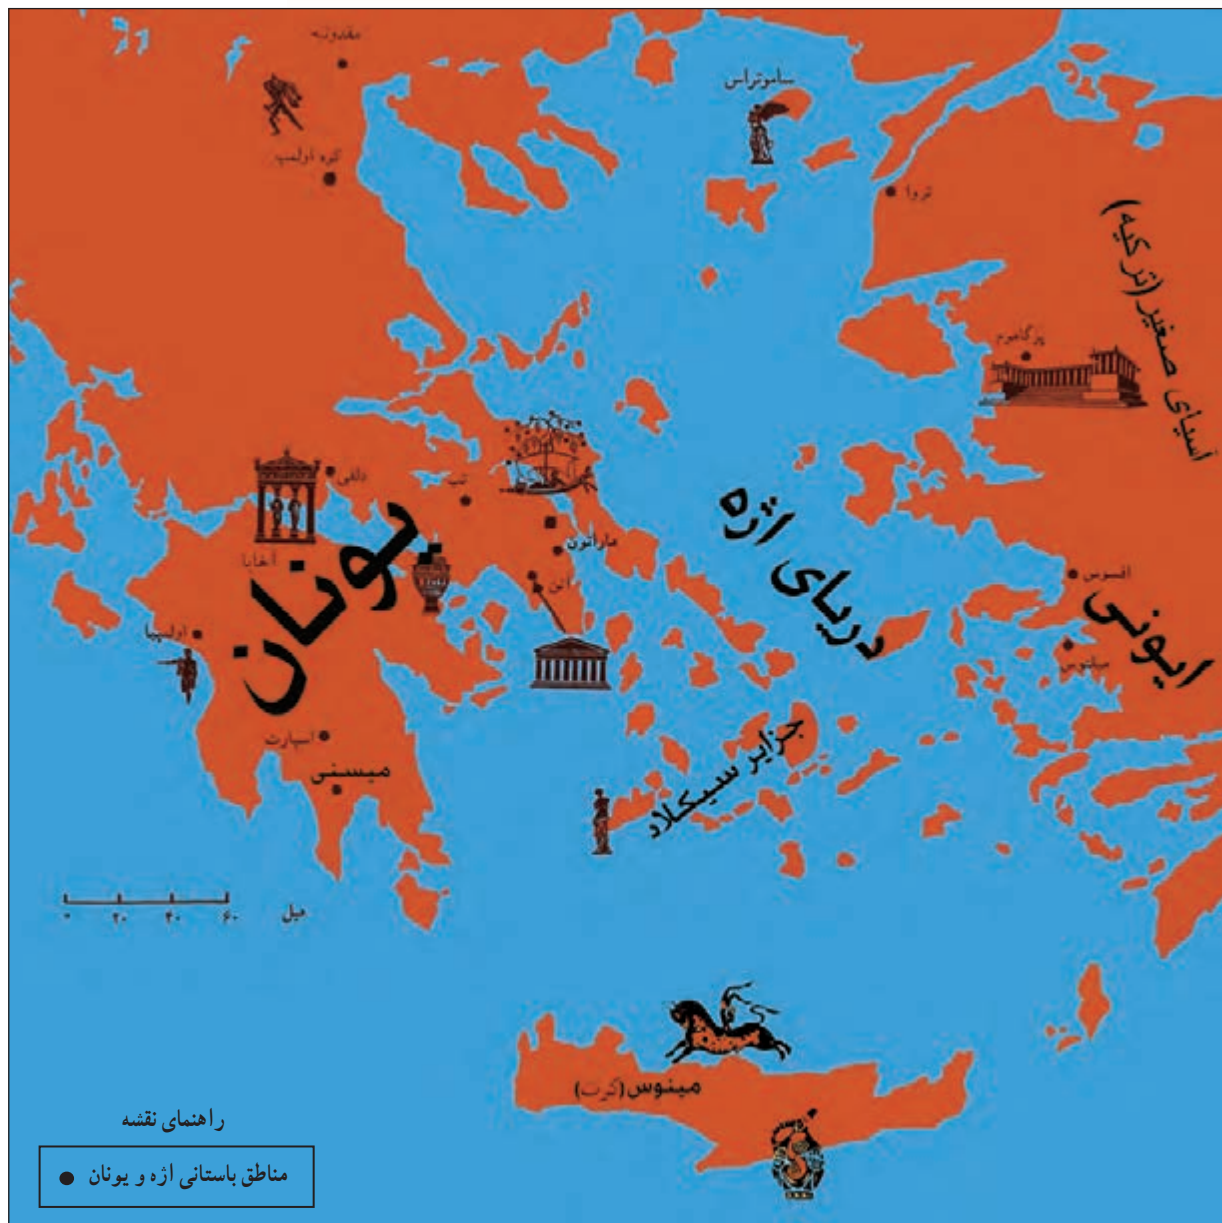 مقدونیه
ساموتراس
کوه اولمپ
تروا
آسیای صغیر (ترکیه)
پرگاموم
دلفی
تب
یونان
دریای اژه
ماراتون
آخایا
آتن
افسوس
ایونی
اولمپیا
میلتوس
اسپارت
میسنی
جزایر سیکلاد
۰ ۲۰ ۴۰ ۶۰ میل
مینوس (کرت)
راهنمای نقشه
مناطق باستانی اژه و یونان